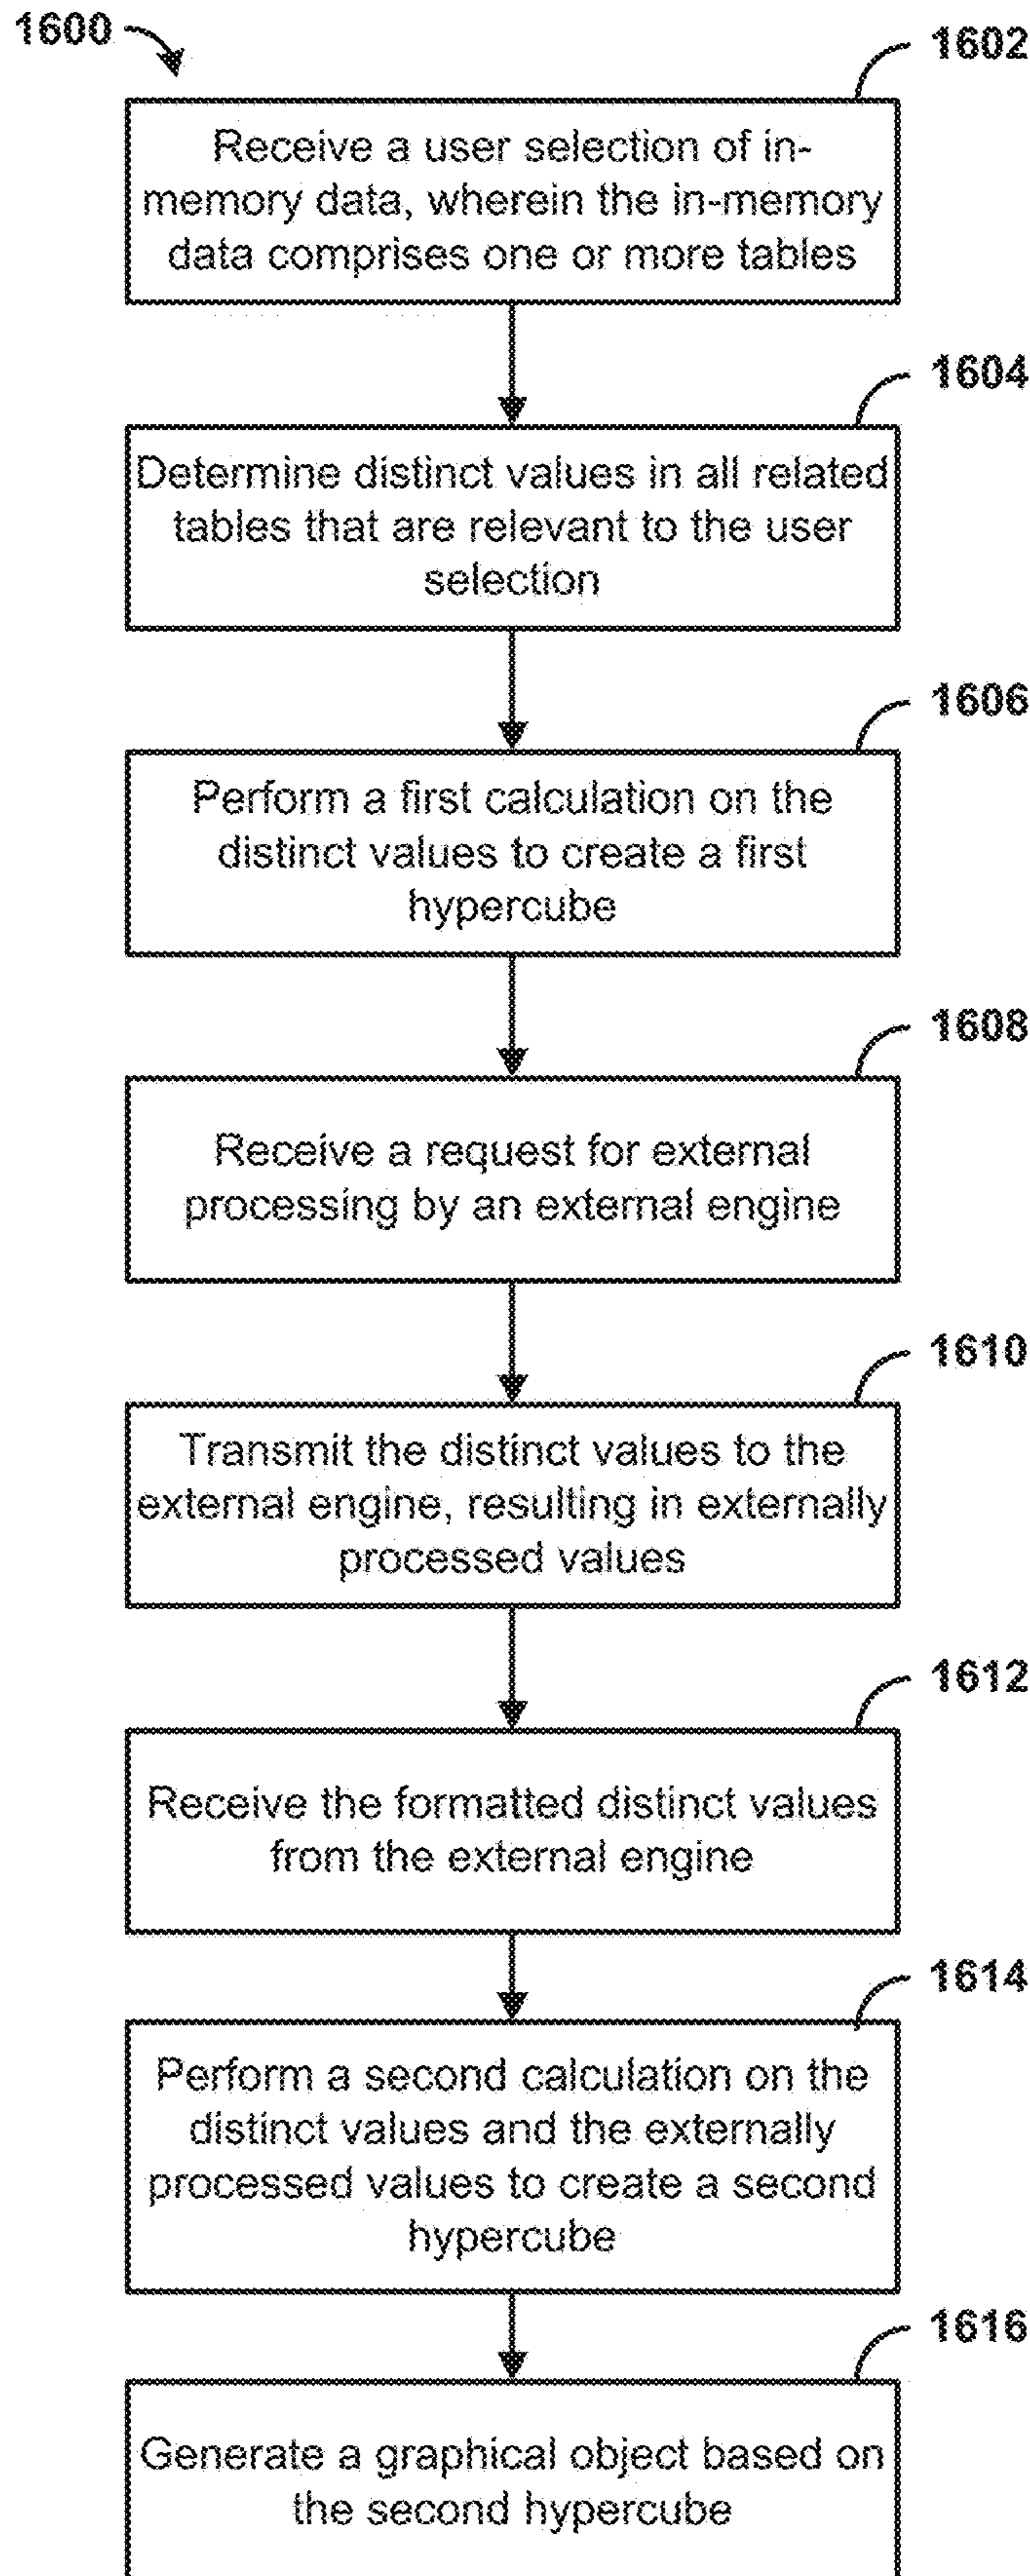 1600
1602
Receive a user selection of in-
memory data, wherein the in-memory
data comprises one or more tables
1604
Determine distinct values in all related
tables that are relevant to the user
selection
1606
Perform a first calculation on the
distinct values to create a first
hypercube
1608
Receive a request for external
processing by an external engine
1610
Transmit the distinct values to the
external engine, resulting in externally
processed values
1612
Receive the formatted distinct values
from the external engine
1614
Perform a second calculation on the
distinct values and the externally
processed values to create a second
hypercube
1616
Generate a graphical object based on
the second hypercube